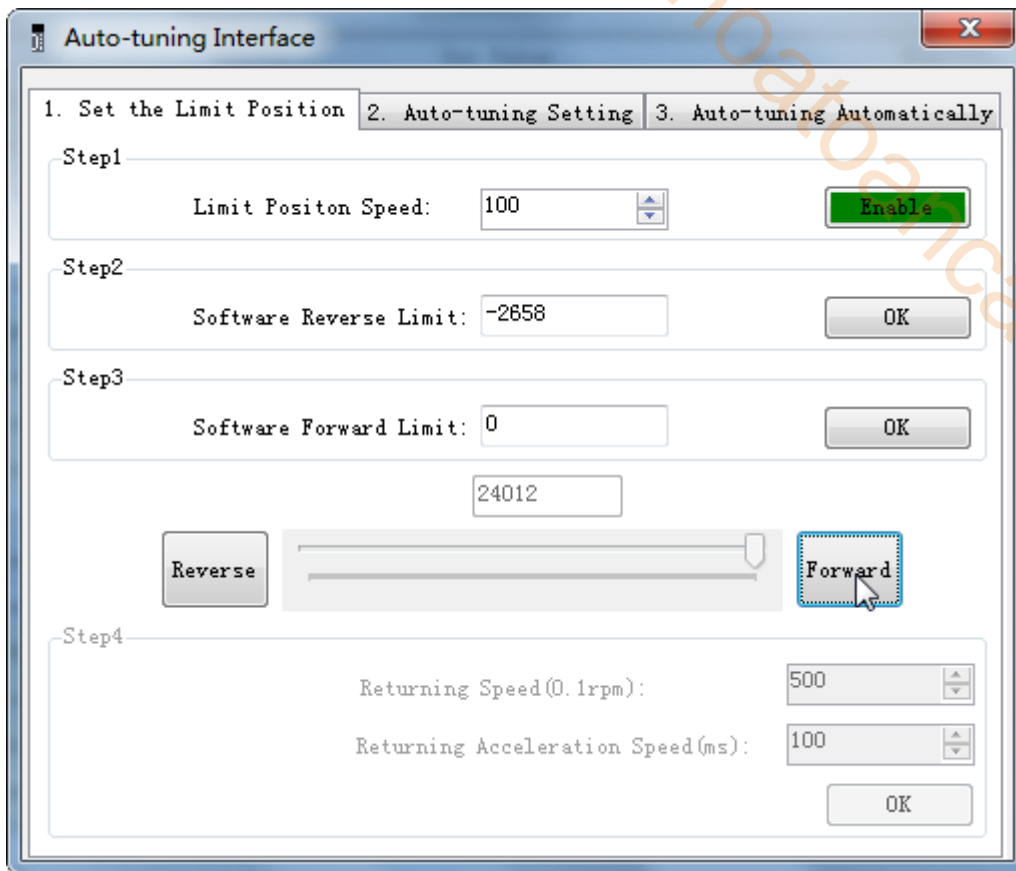 Auto-tuning Interface
1. Set the Limit Position 2. Auto-tuning Setting 3. Auto-tuning Automatically
Step1
Limit Positon Speed: 100 Enable
Step2
Software Reverse Limit: -2658 OK
Step3
Software Forward Limit: 0 OK
24012
Reverse Forward
Step4
Returning Speed(0.1rpm): 500
Returning Acceleration Speed(ms): 100
OK